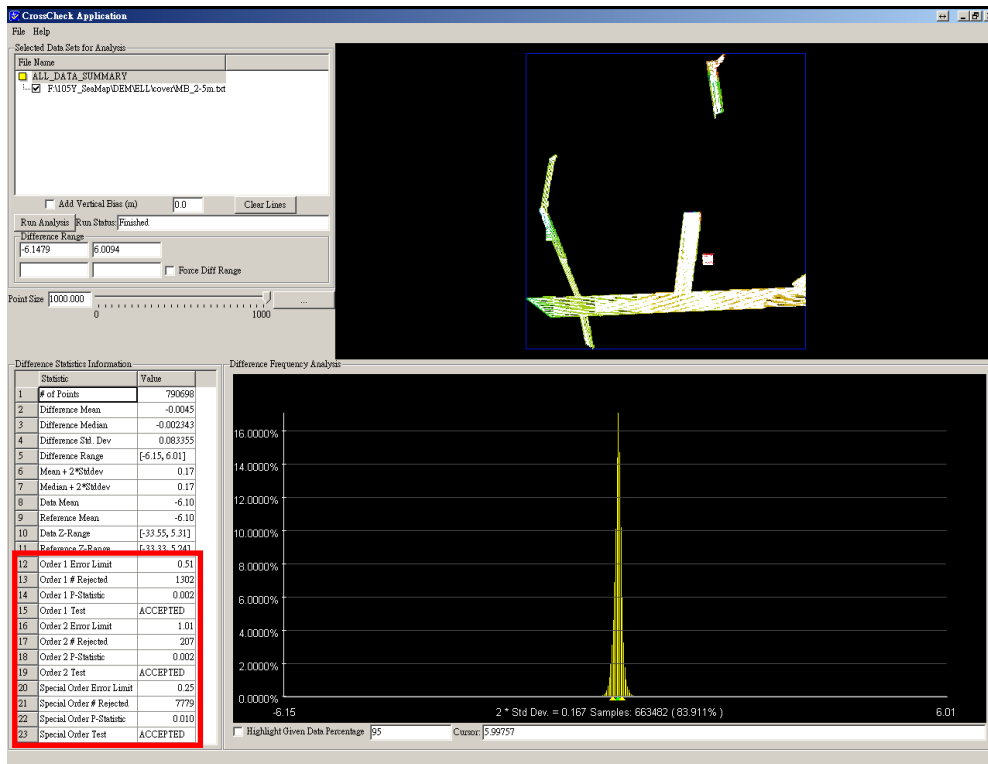 CrossCheck Application
File Help
Selected Data Sets for Analysis
File Name
ALL_DATA_SUMMARY
F:\105Y_SeaMap\DEM\ELL\cover\MB_2-5m.txt
Add Vertical Bias (m) 0.0 Clear Lines
Run Analysis Run Status: Finished
Difference Range
-6.1479 6.0094
Force Diff Range
Point Size 1000.000 ...
0 1000
Difference Statistics Information
Statistic Value
1 # of Points 790698
2 Difference Mean -0.0045
3 Difference Median -0.002343
4 Difference Std. Dev 0.083355
5 Difference Range [-6.15, 6.01]
6 Mean + 2*Stddev 0.17
7 Median + 2*Stddev 0.17
8 Data Mean -6.10
9 Reference Mean -6.10
10 Data Z-Range [-33.55, 5.31]
11 Reference Z-Range [-33.33, 5.24]
12 Order 1 Error Limit 0.51
13 Order 1 # Rejected 1302
14 Order 1 P-Statistic 0.002
15 Order 1 Test ACCEPTED
16 Order 2 Error Limit 1.01
17 Order 2 # Rejected 207
18 Order 2 P-Statistic 0.002
19 Order 2 Test ACCEPTED
20 Special Order Error Limit 0.25
21 Special Order # Rejected 7779
22 Special Order P-Statistic 0.010
23 Special Order Test ACCEPTED
Difference Frequency Analysis
16.0000%
14.0000%
12.0000%
10.0000%
8.0000%
6.0000%
4.0000%
2.0000%
0.0000%
-6.15 2 * Std Dev. = 0.167 Samples: 663482 ( 83.911% ) 6.01
Highlight Given Data Percentage 95 Cursor: 5.99757